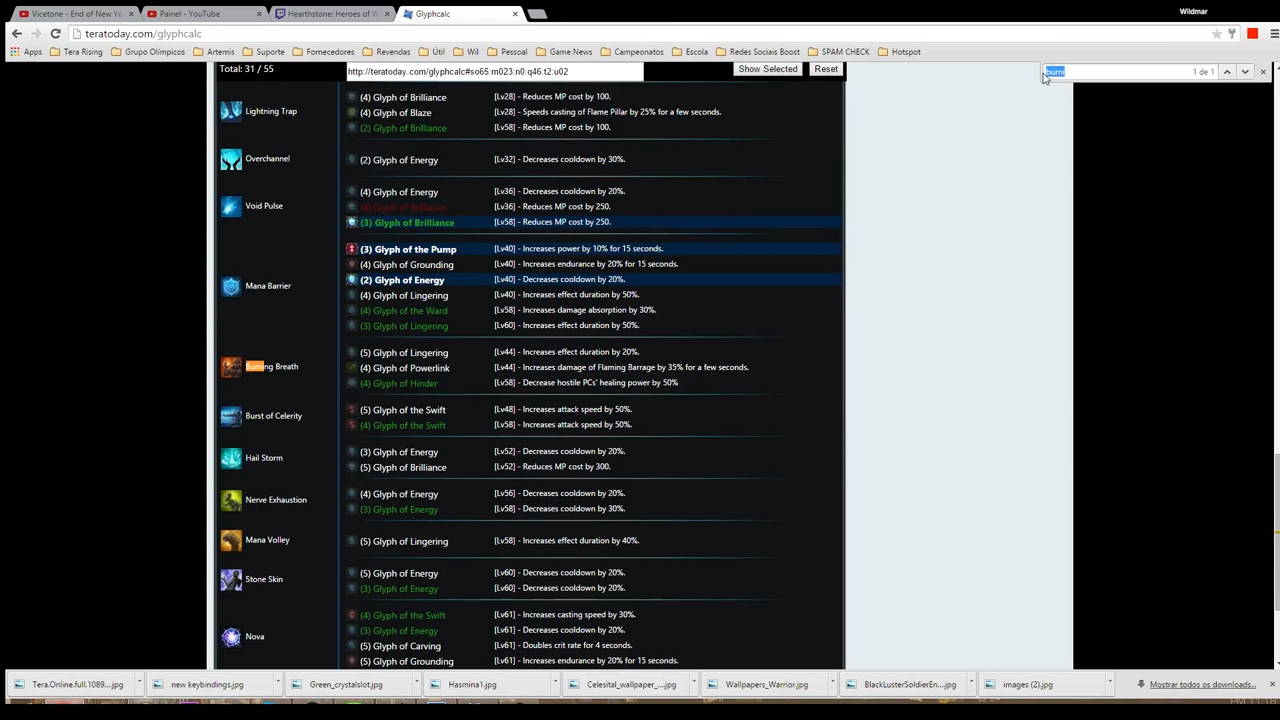 Vicetone - End of New Ye
Painel - YouTube
Hearthstone: Heroes of W
Glyphcalc
Wildmar
teratoday.com/glyphcalc
Apps
Tera Rising
Grupo Olímpicos
Artemis
Suporte
Fornecedores
Revendas
Útil
Wil
Pessoal
Game News
Campeonatos
Escola
Redes Sociais Boost
SPAM CHECK
Hotspot
Total: 31 / 55
http://teratoday.com/glyphcalc#so65:m023:n0:q46:t2:u02
Show Selected
Reset
burni
1 de 1
Lightning Trap
(4) Glyph of Brilliance [Lv28] - Reduces MP cost by 100.
(4) Glyph of Blaze [Lv28] - Speeds casting of Flame Pillar by 25% for a few seconds.
(2) Glyph of Brilliance [Lv58] - Reduces MP cost by 100.
Overchannel
(2) Glyph of Energy [Lv32] - Decreases cooldown by 30%.
Void Pulse
(4) Glyph of Energy [Lv36] - Decreases cooldown by 20%.
(4) Glyph of Brilliance [Lv36] - Reduces MP cost by 250.
(3) Glyph of Brilliance [Lv58] - Reduces MP cost by 250.
Mana Barrier
(3) Glyph of the Pump [Lv40] - Increases power by 10% for 15 seconds.
(4) Glyph of Grounding [Lv40] - Increases endurance by 20% for 15 seconds.
(2) Glyph of Energy [Lv40] - Decreases cooldown by 20%.
(4) Glyph of Lingering [Lv40] - Increases effect duration by 50%.
(4) Glyph of the Ward [Lv58] - Increases damage absorption by 30%.
(3) Glyph of Lingering [Lv60] - Increases effect duration by 50%.
Burning Breath
(5) Glyph of Lingering [Lv44] - Increases effect duration by 20%.
(4) Glyph of Powerlink [Lv44] - Increases damage of Flaming Barrage by 35% for a few seconds.
(4) Glyph of Hinder [Lv58] - Decrease hostile PCs' healing power by 50%
Burst of Celerity
(5) Glyph of the Swift [Lv48] - Increases attack speed by 50%.
(4) Glyph of the Swift [Lv58] - Increases attack speed by 50%.
Hail Storm
(3) Glyph of Energy [Lv52] - Decreases cooldown by 20%.
(5) Glyph of Brilliance [Lv52] - Reduces MP cost by 300.
Nerve Exhaustion
(4) Glyph of Energy [Lv56] - Decreases cooldown by 20%.
(3) Glyph of Energy [Lv58] - Decreases cooldown by 30%.
Mana Volley
(5) Glyph of Lingering [Lv58] - Increases effect duration by 40%.
Stone Skin
(5) Glyph of Energy [Lv60] - Decreases cooldown by 20%.
(3) Glyph of Energy [Lv60] - Decreases cooldown by 20%.
Nova
(4) Glyph of the Swift [Lv61] - Increases casting speed by 30%.
(3) Glyph of Energy [Lv61] - Decreases cooldown by 20%.
(5) Glyph of Carving [Lv61] - Doubles crit rate for 4 seconds.
(5) Glyph of Grounding [Lv61] - Increases endurance by 20% for 15 seconds.
Tera.Online.full.1089....jpg
new keybindings.jpg
Green_crystalslot.jpg
Hasmina1.jpg
Celesital_wallpaper_...jpg
Wallpapers_Warrior.jpg
BlackLusterSoldierEn...jpg
images (2).jpg
Mostrar todos os downloads...